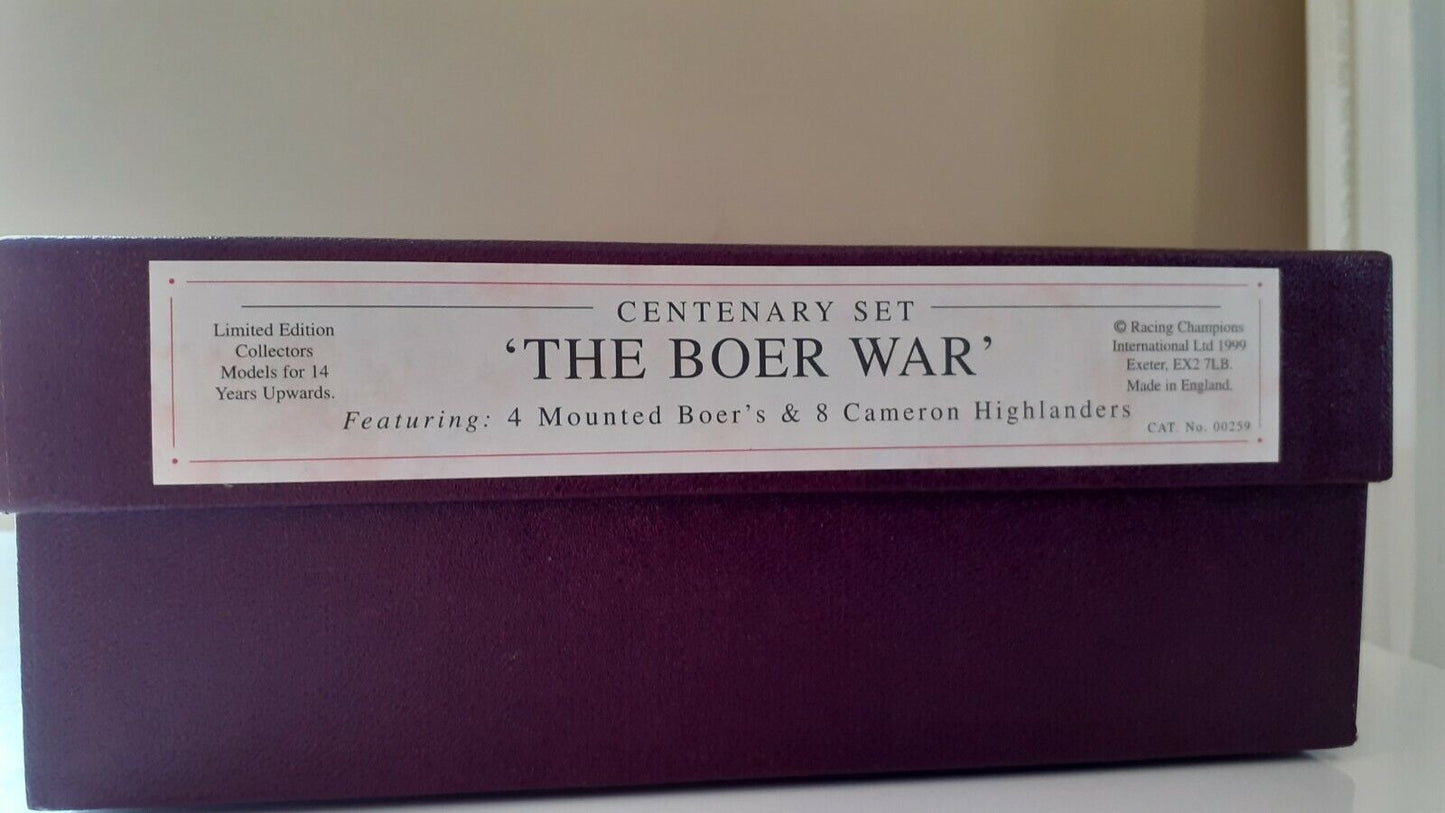 CENTENARY SET
‘THE BOER WAR’
Featuring: 4 Mounted Boer’s & 8 Cameron Highlanders
Limited Edition
Collectors
Models for 14
Years Upwards.
© Racing Champions
International Ltd 1999
Exeter, EX2 7LB.
Made in England.
CAT. No. 00259